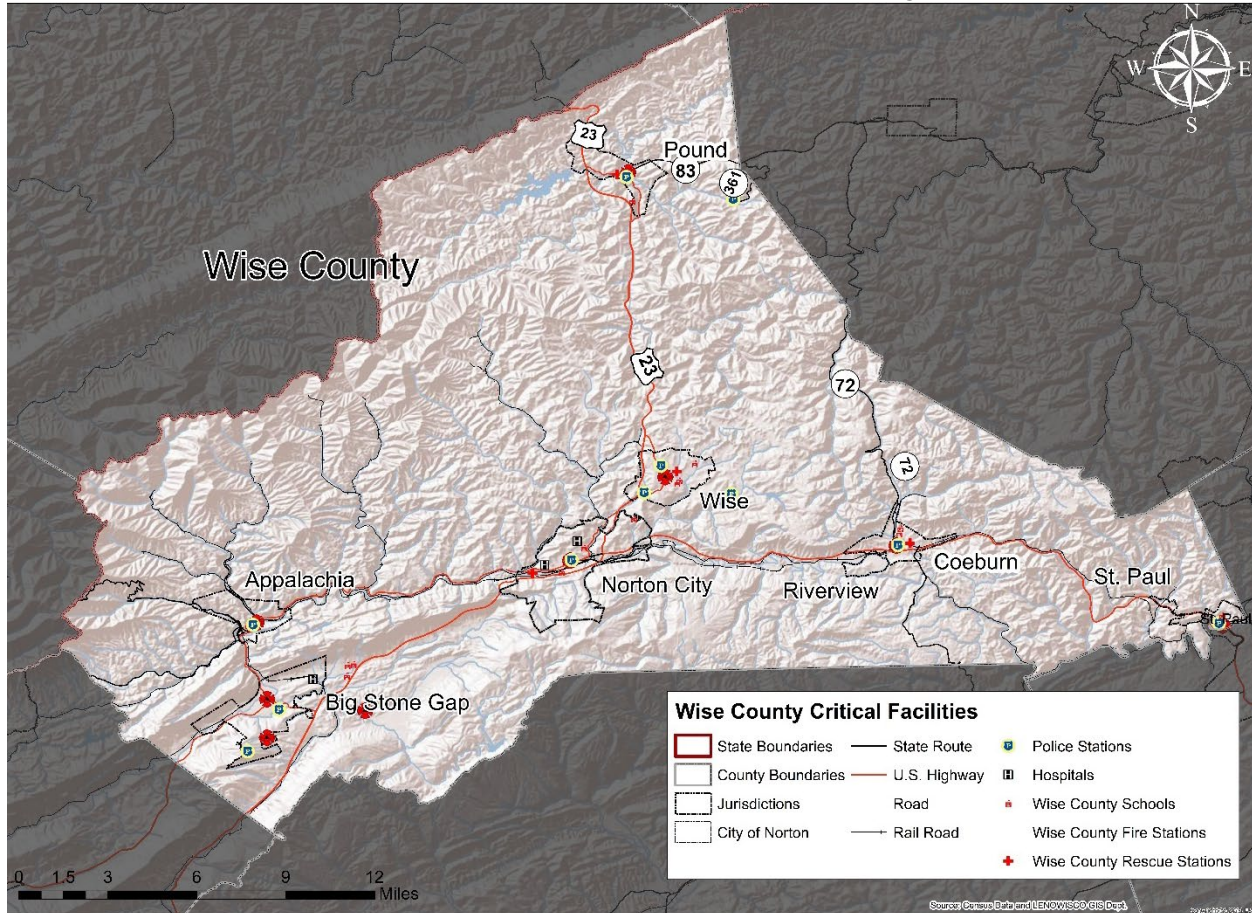 N
W E
S
23
Pound
83
361
Wise County
23
72
72
Wise
Appalachia
Norton City
Riverview
Coeburn
St. Paul
St. Paul
Big Stone Gap
Wise County Critical Facilities
State Boundaries State Route Police Stations
County Boundaries U.S. Highway Hospitals
Jurisdictions Road Wise County Schools
City of Norton Rail Road Wise County Fire Stations
Wise County Rescue Stations
0 1.5 3 6 9 12
Miles
Source: Census Data and LENOWISCO GIS Dept.